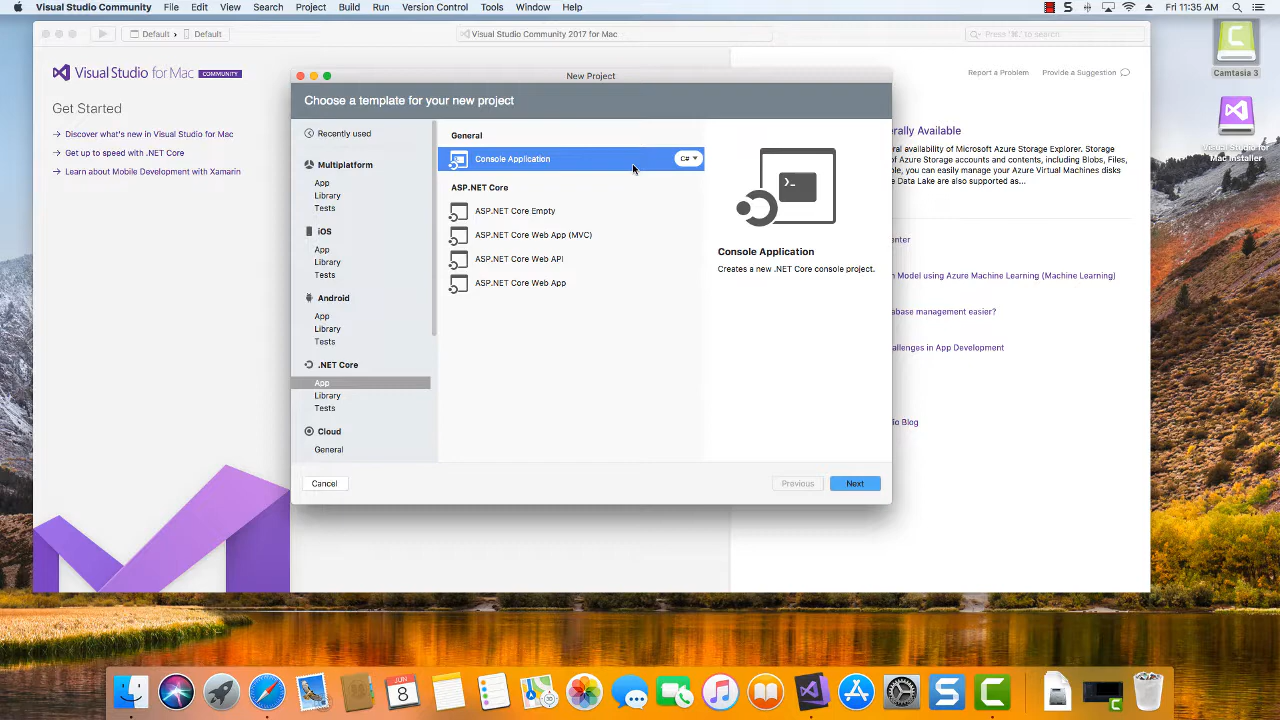 Visual Studio Community File Edit View Search Project Build Run Version Control Tools Window Help
Fri 11:35 AM
Default › Default
Visual Studio Community 2017 for Mac
Press '⌘.' to search
Visual Studio for Mac COMMUNITY
Report a Problem Provide a Suggestion
Get Started
Discover what's new in Visual Studio for Mac
Get up to speed with .NET Core
Learn about Mobile Development with Xamarin
New Project
Choose a template for your new project
Recently used
Multiplatform
App
Library
Tests
iOS
App
Library
Tests
Android
App
Library
Tests
.NET Core
App
Library
Tests
Cloud
General
General
Console Application C#
ASP.NET Core
ASP.NET Core Empty
ASP.NET Core Web App (MVC)
ASP.NET Core Web API
ASP.NET Core Web App
Console Application
Creates a new .NET Core console project.
Cancel Previous Next
erally Available
eral availability of Microsoft Azure Storage Explorer. Storage
of Azure Storage accounts and contents, including Blobs, Files,
e, you can easily manage your Azure Virtual Machines disks
Data Lake are also supported as...
enter
n Model using Azure Machine Learning (Machine Learning)
abase management easier?
allenges in App Development
To Blog
Camtasia 3
Visual Studio for
Mac Installer
JUN
8